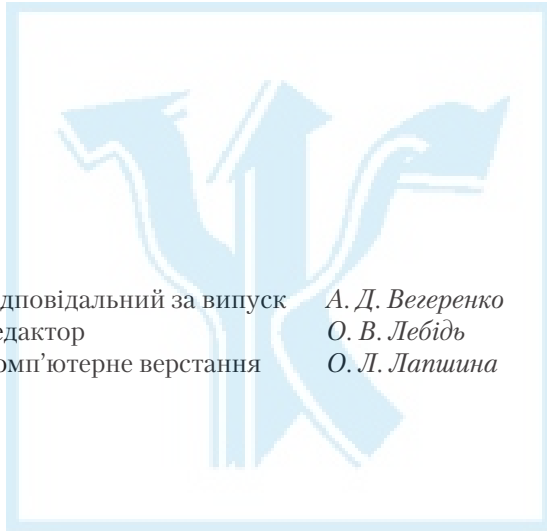 дповідальний за випуск А. Д. Вегеренко
едактор О. В. Лебідь
омп'ютерне верстання О. Л. Лапшина